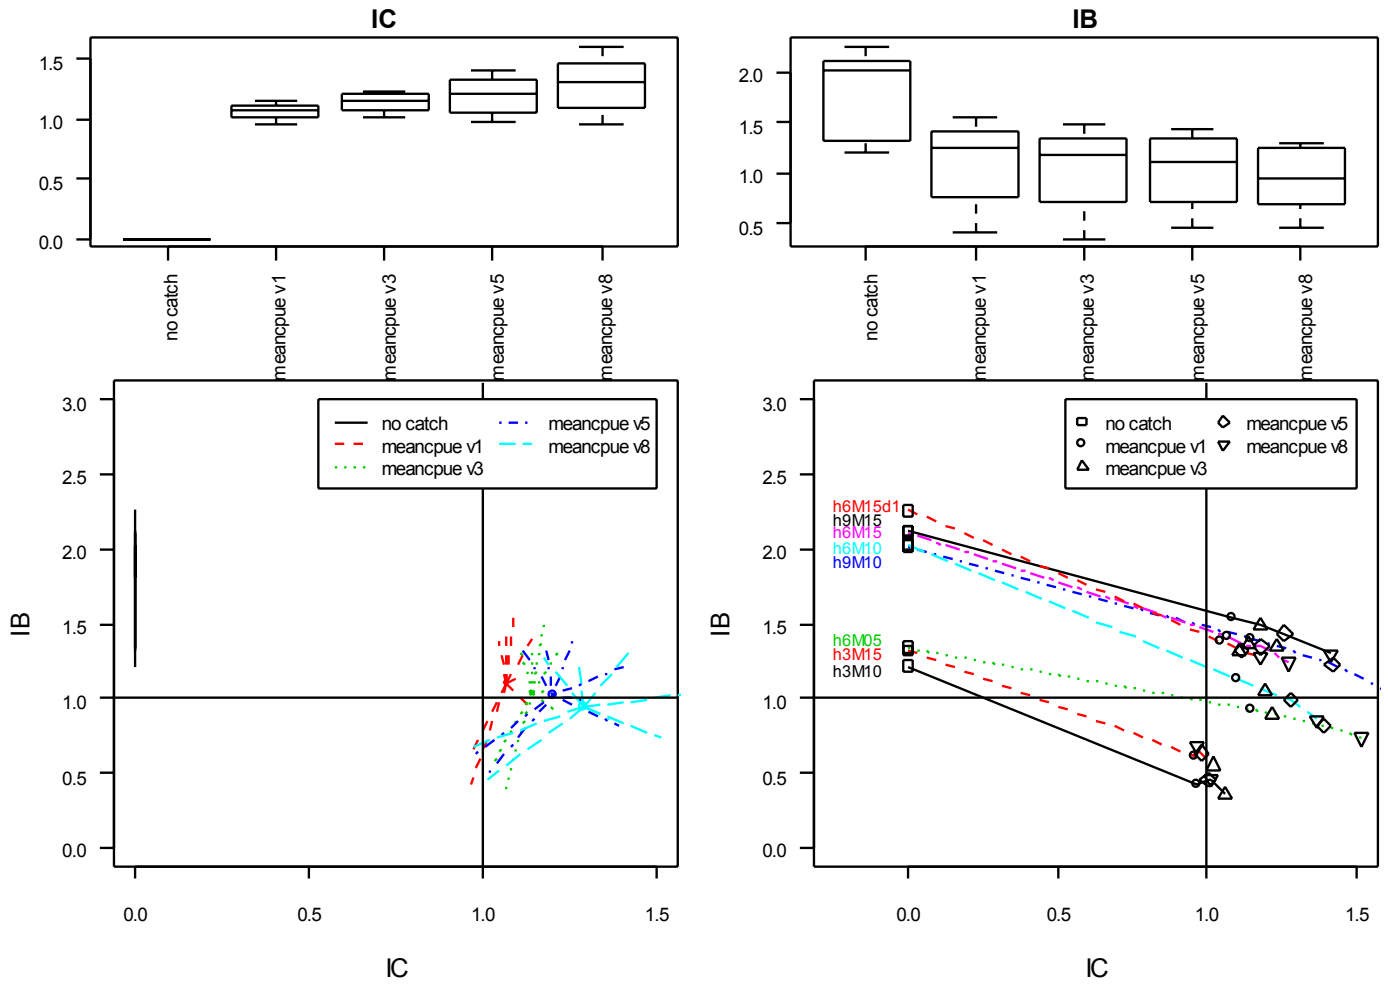 IC
1.5
1.0
0.5
0.0
no catch
meancpue v1
meancpue v3
meancpue v5
meancpue v8
IB
2.0
1.5
1.0
0.5
no catch
meancpue v1
meancpue v3
meancpue v5
meancpue v8
IB
3.0
2.5
2.0
1.5
1.0
0.5
0.0
no catch
meancpue v1
meancpue v3
meancpue v5
meancpue v8
0.0
0.5
1.0
1.5
IC
IB
3.0
2.5
2.0
1.5
1.0
0.5
0.0
no catch
meancpue v1
meancpue v3
meancpue v5
meancpue v8
h6M15d1
h9M15
h6M15
h6M10
h9M10
h6M05
h3M15
h3M10
0.0
0.5
1.0
1.5
IC